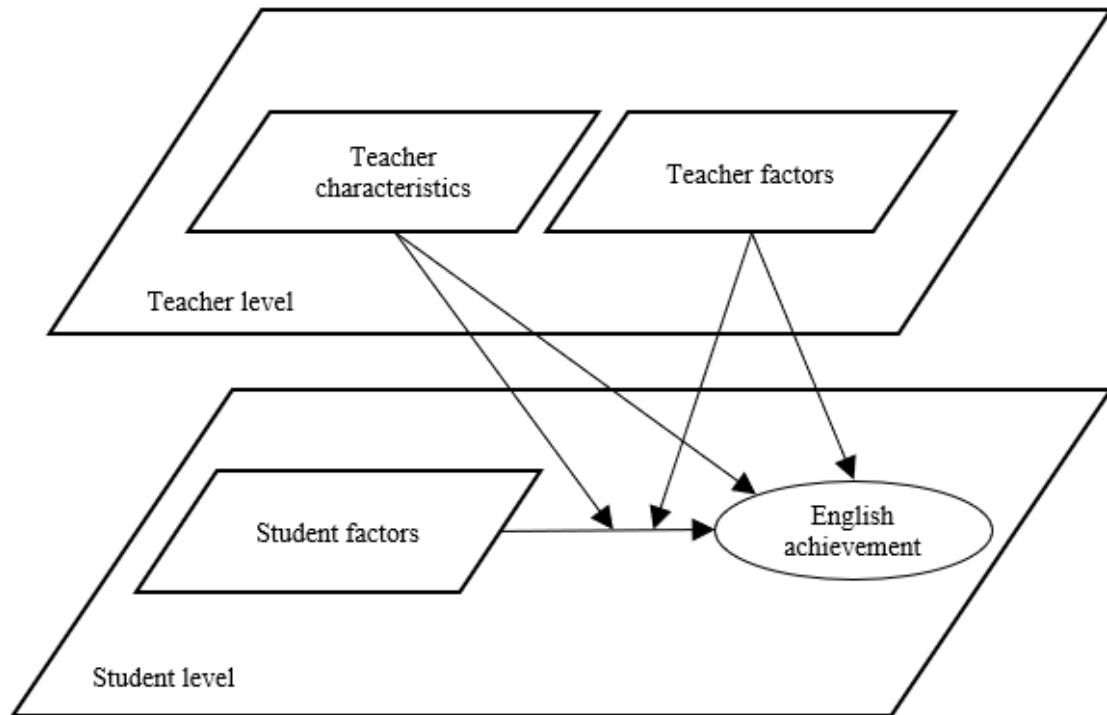 Teacher
characteristics
Teacher factors
Teacher level
Student factors
English
achievement
Student level